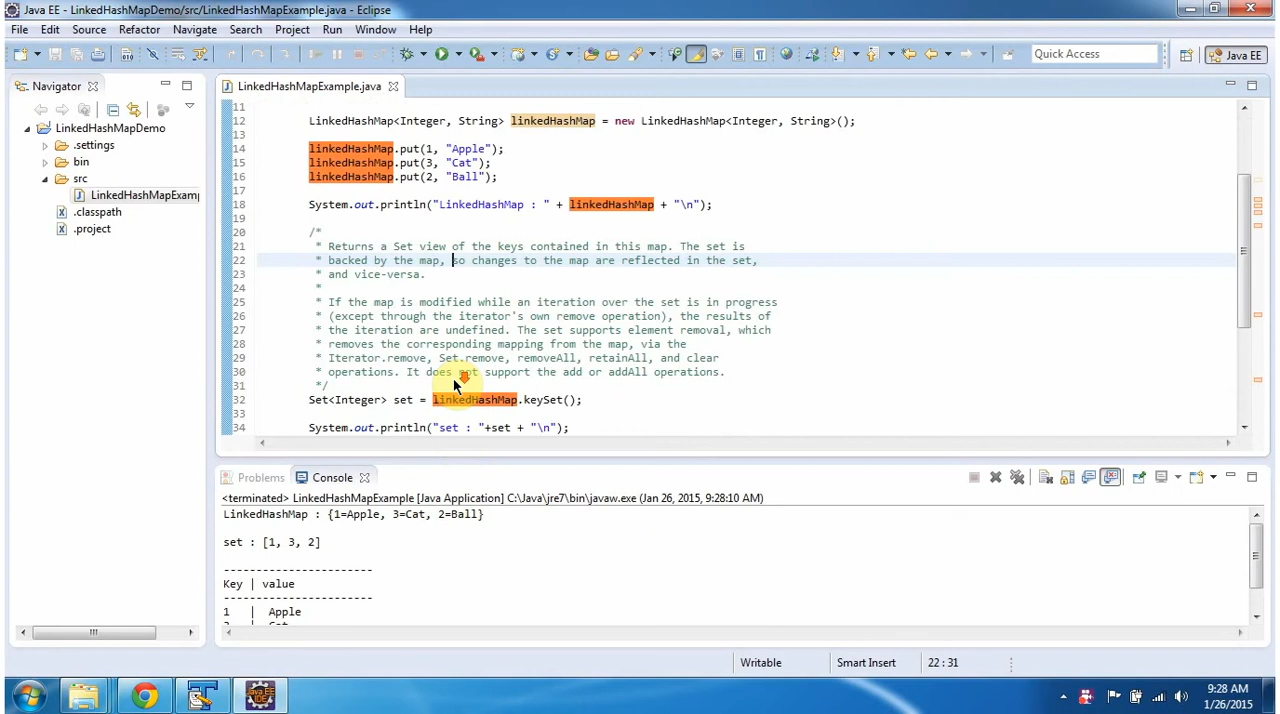 Java EE - LinkedHashMapDemo/src/LinkedHashMapExample.java - Eclipse
File Edit Source Refactor Navigate Search Project Run Window Help
Quick Access
Java EE
Navigator
LinkedHashMapExample.java
LinkedHashMapDemo
.settings
bin
src
LinkedHashMapExamp
.classpath
.project
11
12 LinkedHashMap<Integer, String> linkedHashMap = new LinkedHashMap<Integer, String>();
13
14 linkedHashMap.put(1, "Apple");
15 linkedHashMap.put(3, "Cat");
16 linkedHashMap.put(2, "Ball");
17
18 System.out.println("LinkedHashMap : " + linkedHashMap + "\n");
19
20 /*
21 * Returns a Set view of the keys contained in this map. The set is
22 * backed by the map, so changes to the map are reflected in the set,
23 * and vice-versa.
24 *
25 * If the map is modified while an iteration over the set is in progress
26 * (except through the iterator's own remove operation), the results of
27 * the iteration are undefined. The set supports element removal, which
28 * removes the corresponding mapping from the map, via the
29 * Iterator.remove, Set.remove, removeAll, retainAll, and clear
30 * operations. It does not support the add or addAll operations.
31 */
32 Set<Integer> set = linkedHashMap.keySet();
33
34 System.out.println("set : "+set + "\n");
Problems Console
<terminated> LinkedHashMapExample [Java Application] C:\Java\jre7\bin\javaw.exe (Jan 26, 2015, 9:28:10 AM)
LinkedHashMap : {1=Apple, 3=Cat, 2=Ball}
set : [1, 3, 2]
-----------------------
Key | value
-----------------------
1 | Apple
Writable Smart Insert 22 : 31
Java EE IDE
9:28 AM
1/26/2015